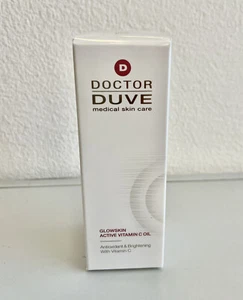 D
DOCTOR
DUVE
medical skin care
GLOWSKIN
ACTIVE VITAMIN C OIL
Antioxidant & Brightening
With Vitamin C